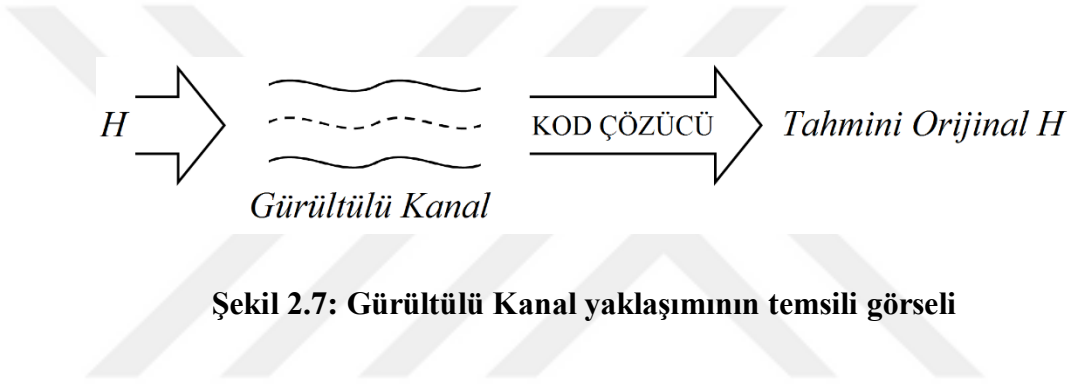 H
KOD ÇÖZÜCÜ
Tahmini Orijinal H
Gürültülü Kanal
Şekil 2.7: Gürültülü Kanal yaklaşımının temsili görseli